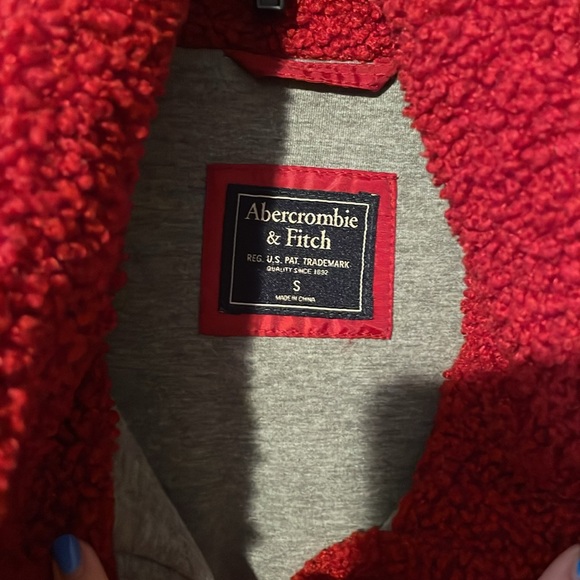 Abercrombie
& Fitch
REG. U.S. PAT. TRADEMARK
QUALITY SINCE 1892
S
MADE IN CHINA